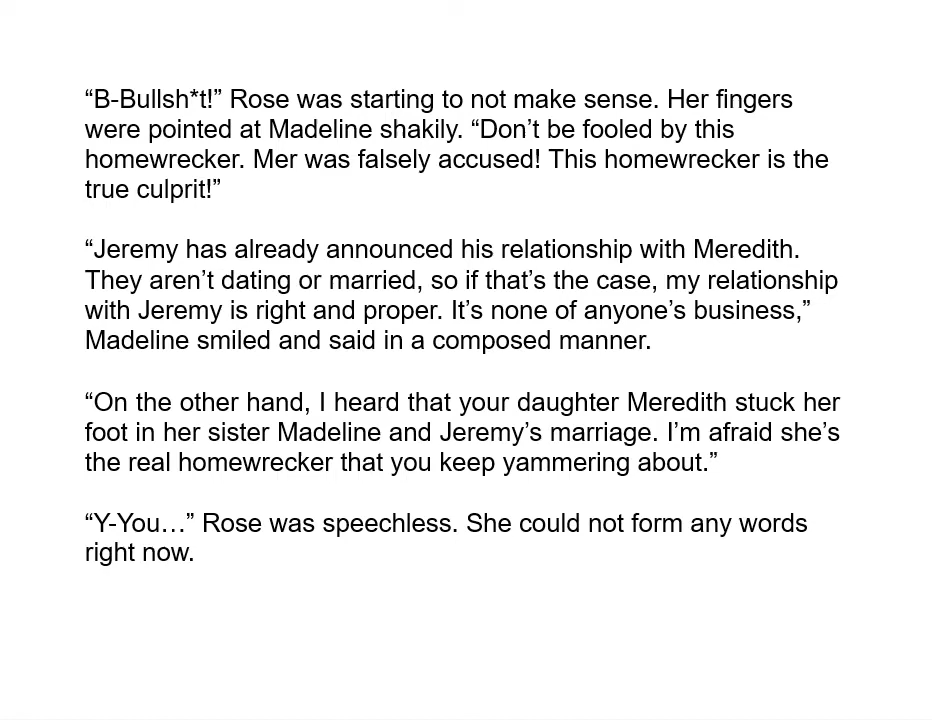 “B-Bullsh*t!” Rose was starting to not make sense. Her fingers
were pointed at Madeline shakily. “Don’t be fooled by this
homewrecker. Mer was falsely accused! This homewrecker is the
true culprit!”
“Jeremy has already announced his relationship with Meredith.
They aren’t dating or married, so if that’s the case, my relationship
with Jeremy is right and proper. It’s none of anyone’s business,”
Madeline smiled and said in a composed manner.
“On the other hand, I heard that your daughter Meredith stuck her
foot in her sister Madeline and Jeremy’s marriage. I’m afraid she’s
the real homewrecker that you keep yammering about.”
“Y-You…” Rose was speechless. She could not form any words
right now.